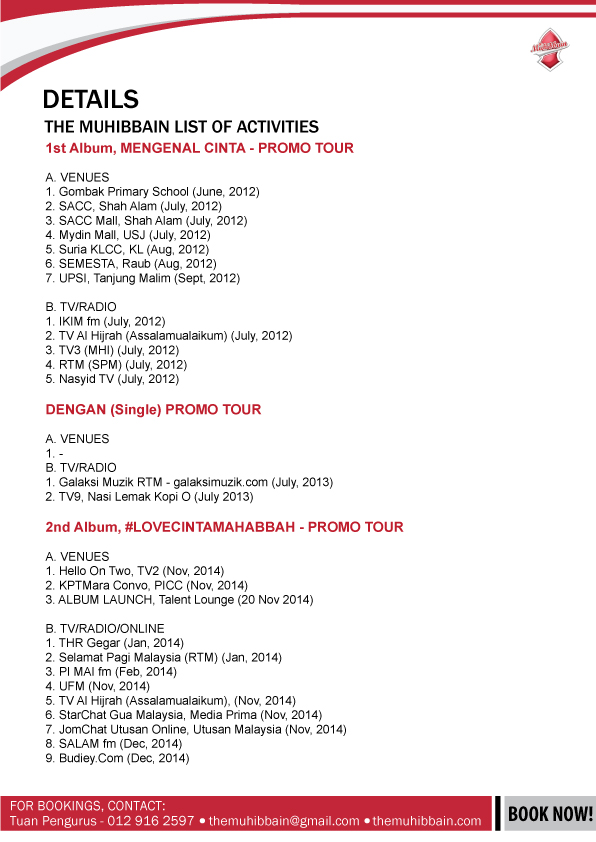 DETAILS
THE MUHIBBAIN LIST OF ACTIVITIES
1st Album, MENGENAL CINTA - PROMO TOUR
A. VENUES
1. Gombak Primary School (June, 2012)
2. SACC, Shah Alam (July, 2012)
3. SACC Mall, Shah Alam (July, 2012)
4. Mydin Mall, USJ (July, 2012)
5. Suria KLCC, KL (Aug, 2012)
6. SEMESTA, Raub (Aug, 2012)
7. UPSI, Tanjung Malim (Sept, 2012)
B. TV/RADIO
1. IKIM fm (July, 2012)
2. TV Al Hijrah (Assalamualaikum) (July, 2012)
3. TV3 (MHI) (July, 2012)
4. RTM (SPM) (July, 2012)
5. Nasyid TV (July, 2012)
DENGAN (Single) PROMO TOUR
A. VENUES
1. -
B. TV/RADIO
1. Galaksi Muzik RTM - galaksimuzik.com (July, 2013)
2. TV9, Nasi Lemak Kopi O (July 2013)
2nd Album, #LOVECINTAMAHABBAH - PROMO TOUR
A. VENUES
1. Hello On Two, TV2 (Nov, 2014)
2. KPTMara Convo, PICC (Nov, 2014)
3. ALBUM LAUNCH, Talent Lounge (20 Nov 2014)
B. TV/RADIO/ONLINE
1. THR Gegar (Jan, 2014)
2. Selamat Pagi Malaysia (RTM) (Jan, 2014)
3. PI MAI fm (Feb, 2014)
4. UFM (Nov, 2014)
5. TV Al Hijrah (Assalamualaikum), (Nov, 2014)
6. StarChat Gua Malaysia, Media Prima (Nov, 2014)
7. JomChat Utusan Online, Utusan Malaysia (Nov, 2014)
8. SALAM fm (Dec, 2014)
9. Budiey.Com (Dec, 2014)
FOR BOOKINGS, CONTACT:
Tuan Pengurus - 012 916 2597 • themuhibbain@gmail.com • themuhibbain.com
BOOK NOW!